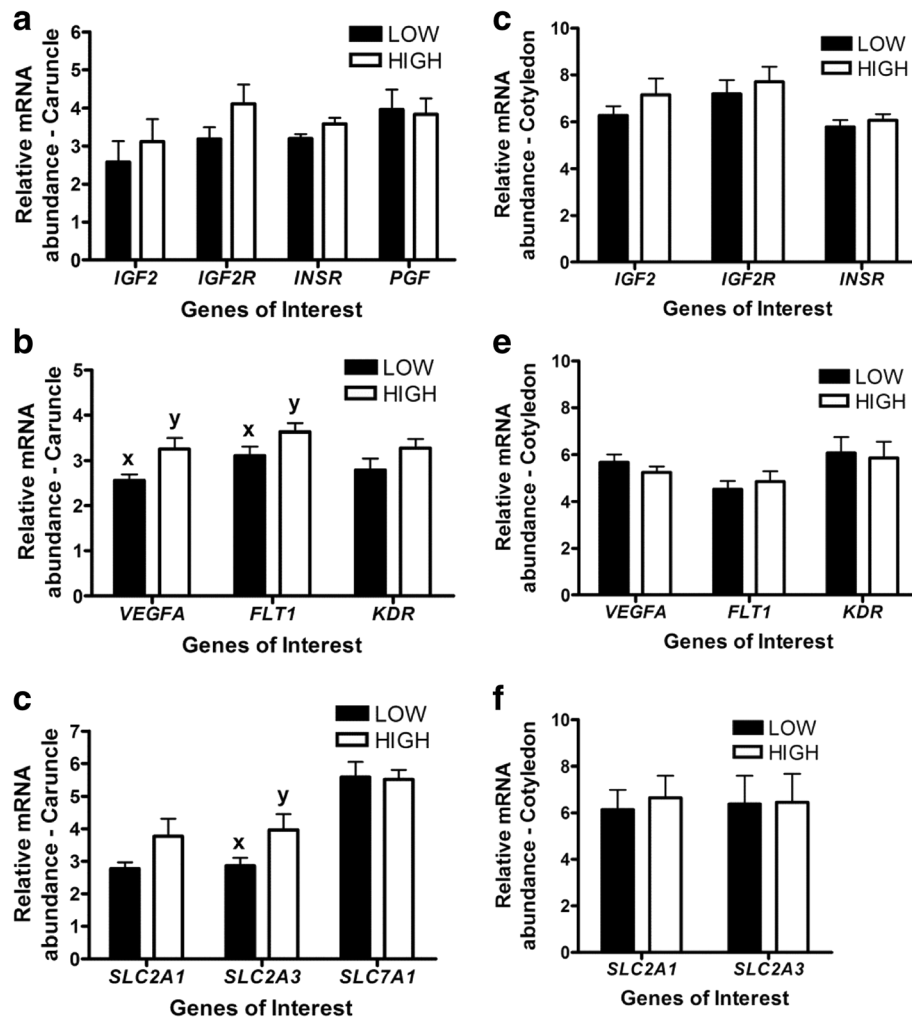 a
Relative mRNA
abundance - Caruncle
6
5
4
3
2
1
0
LOW
HIGH
IGF2 IGF2R INSR PGF
Genes of Interest
c
Relative mRNA
abundance - Cotyledon
10
8
6
4
2
0
LOW
HIGH
IGF2 IGF2R INSR
Genes of Interest
b
Relative mRNA
abundance - Caruncle
5
4
3
2
1
0
LOW
HIGH
x y x y
VEGFA FLT1 KDR
Genes of Interest
e
Relative mRNA
abundance - Cotyledon
10
8
6
4
2
0
LOW
HIGH
VEGFA FLT1 KDR
Genes of Interest
c
Relative mRNA
abundance - Caruncle
7
6
5
4
3
2
1
0
LOW
HIGH
x y
SLC2A1 SLC2A3 SLC7A1
Genes of Interest
f
Relative mRNA
abundance - Cotyledon
10
8
6
4
2
0
LOW
HIGH
SLC2A1 SLC2A3
Genes of Interest